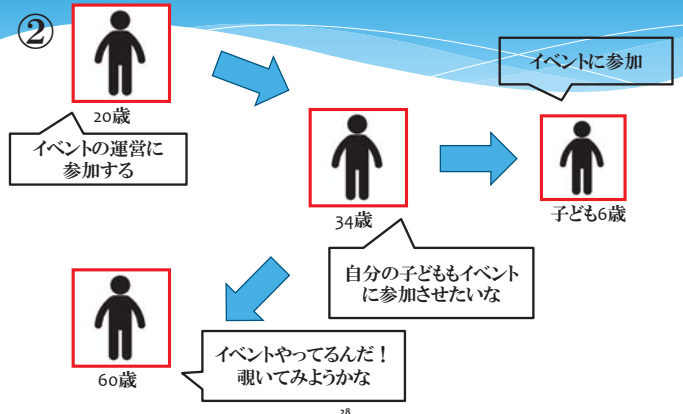 ②
20歳
イベントの運営に
参加する
イベントに参加
34歳
子ども6歳
自分の子どももイベント
に参加させたいな
60歳
イベントやってるんだ！
覗いてみようかな
28